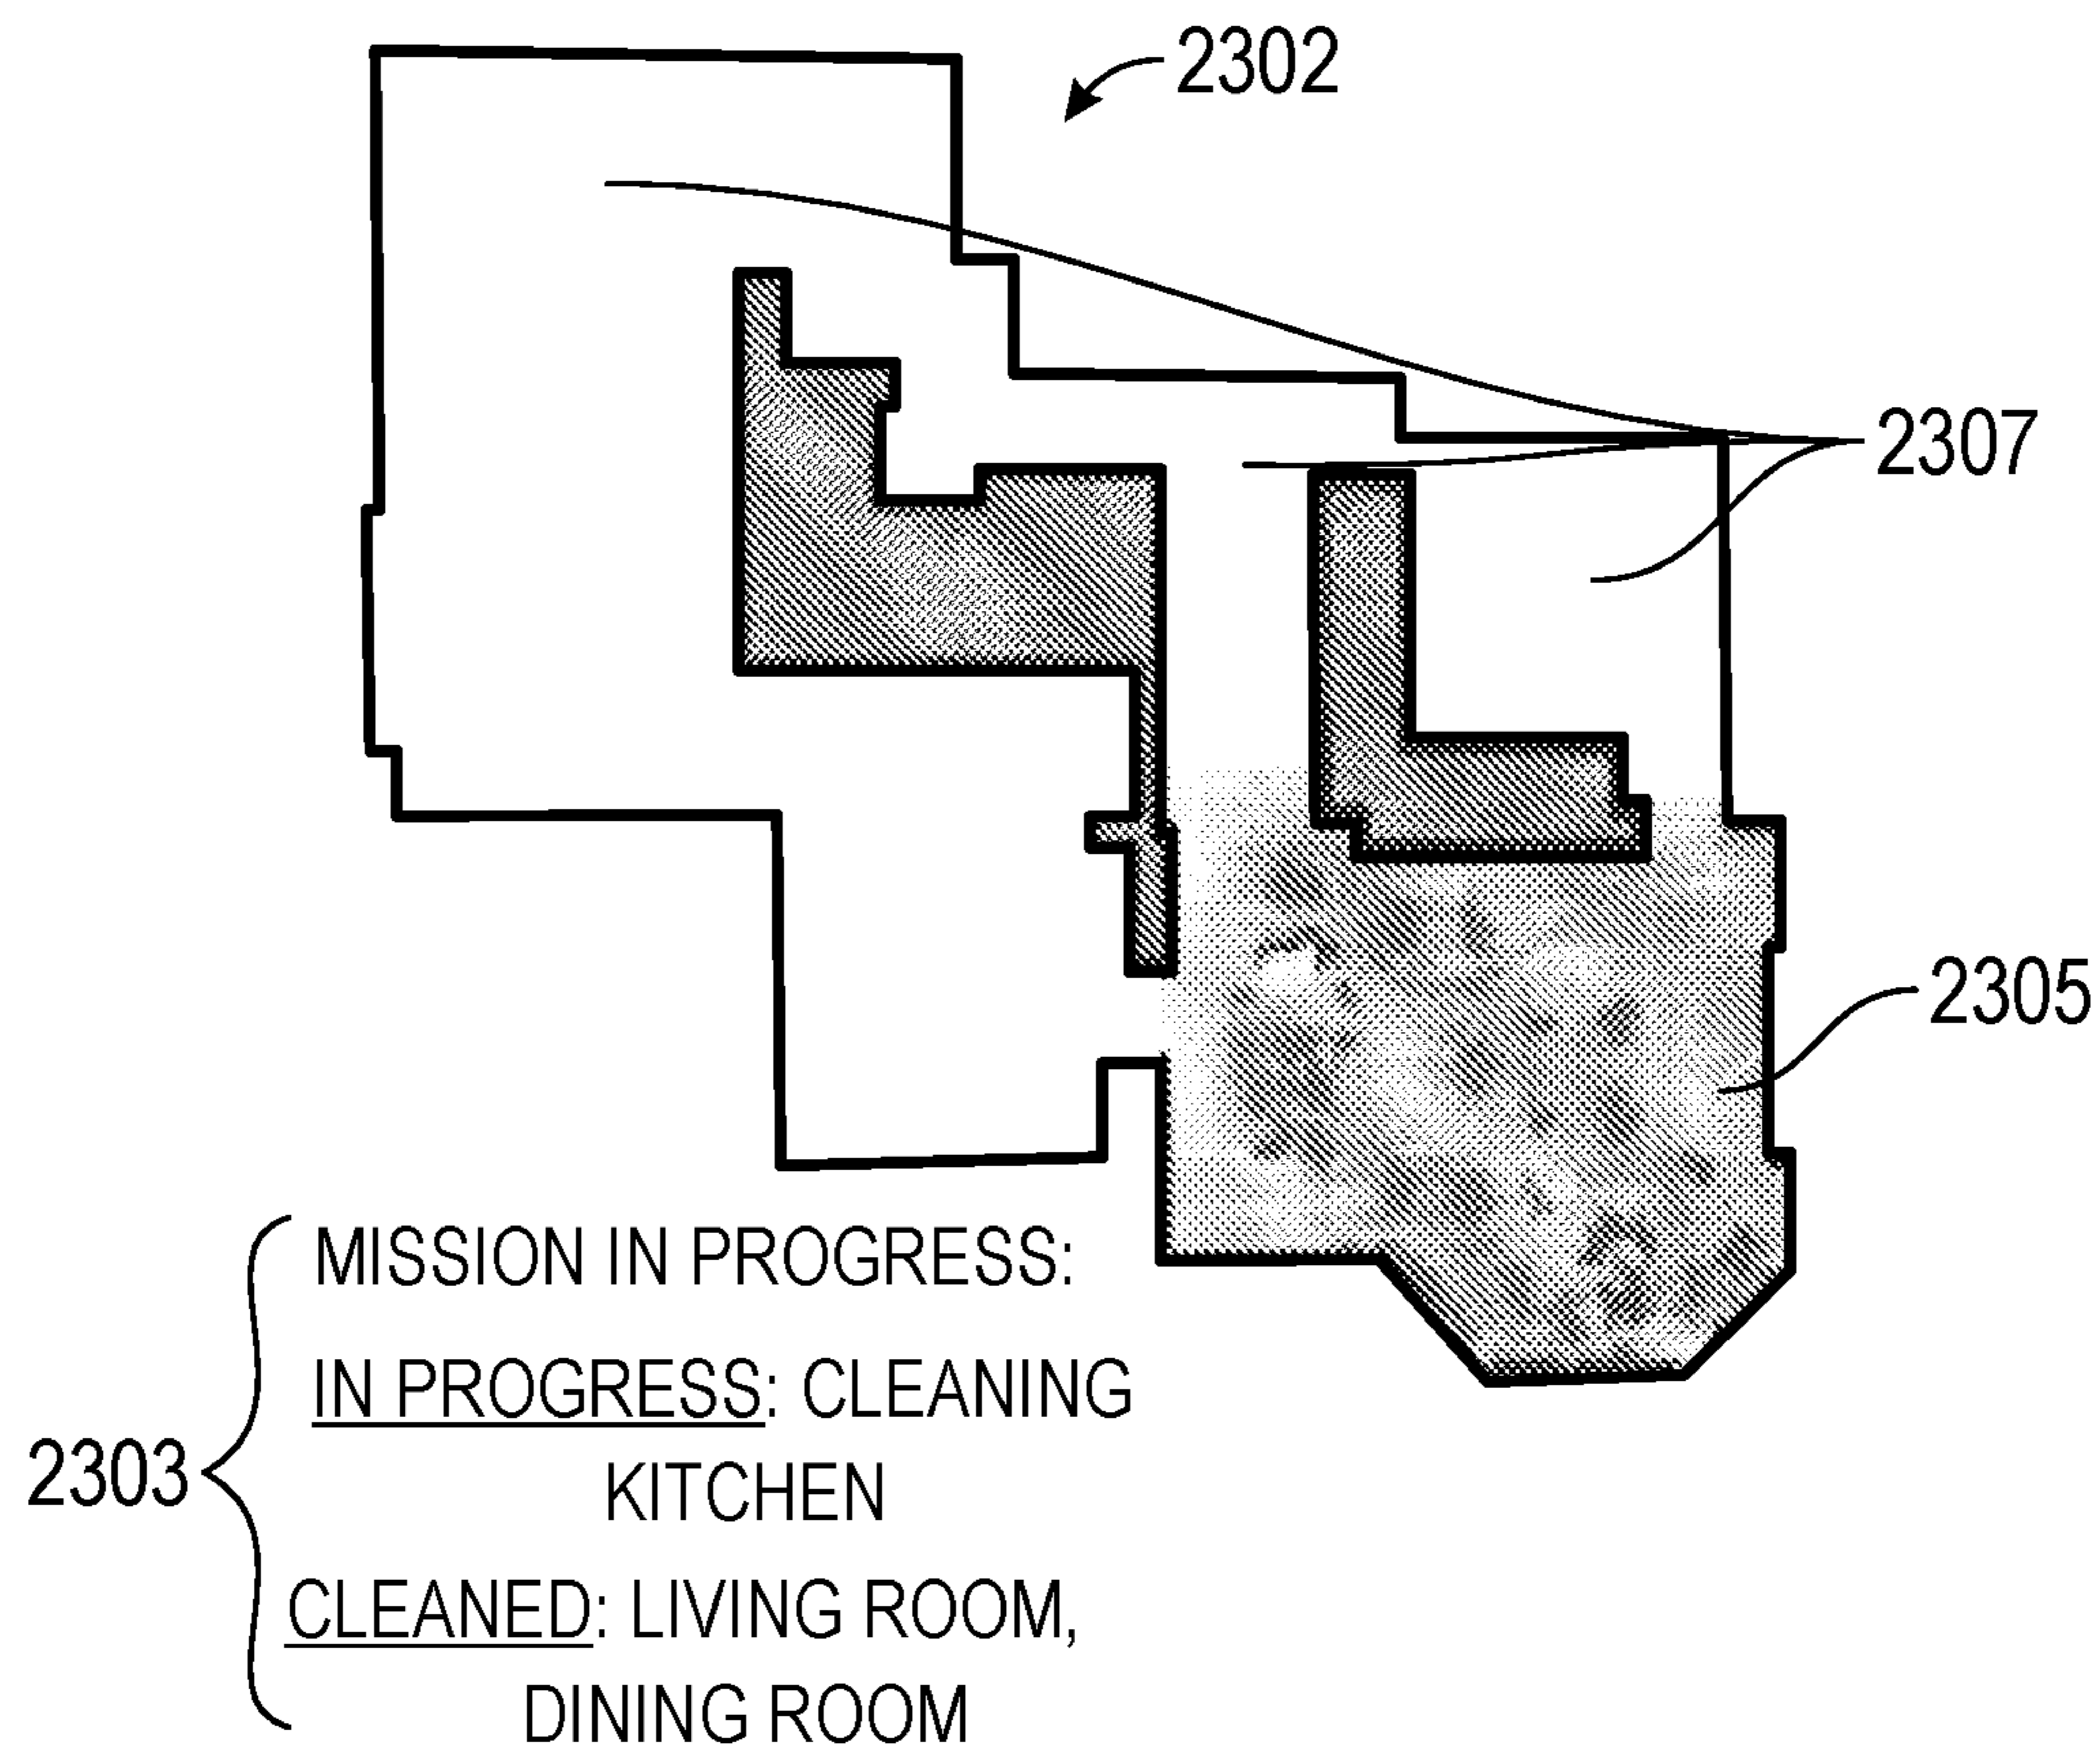 2302
2307
2305
2303
MISSION IN PROGRESS:
IN PROGRESS: CLEANING
KITCHEN
CLEANED: LIVING ROOM,
DINING ROOM